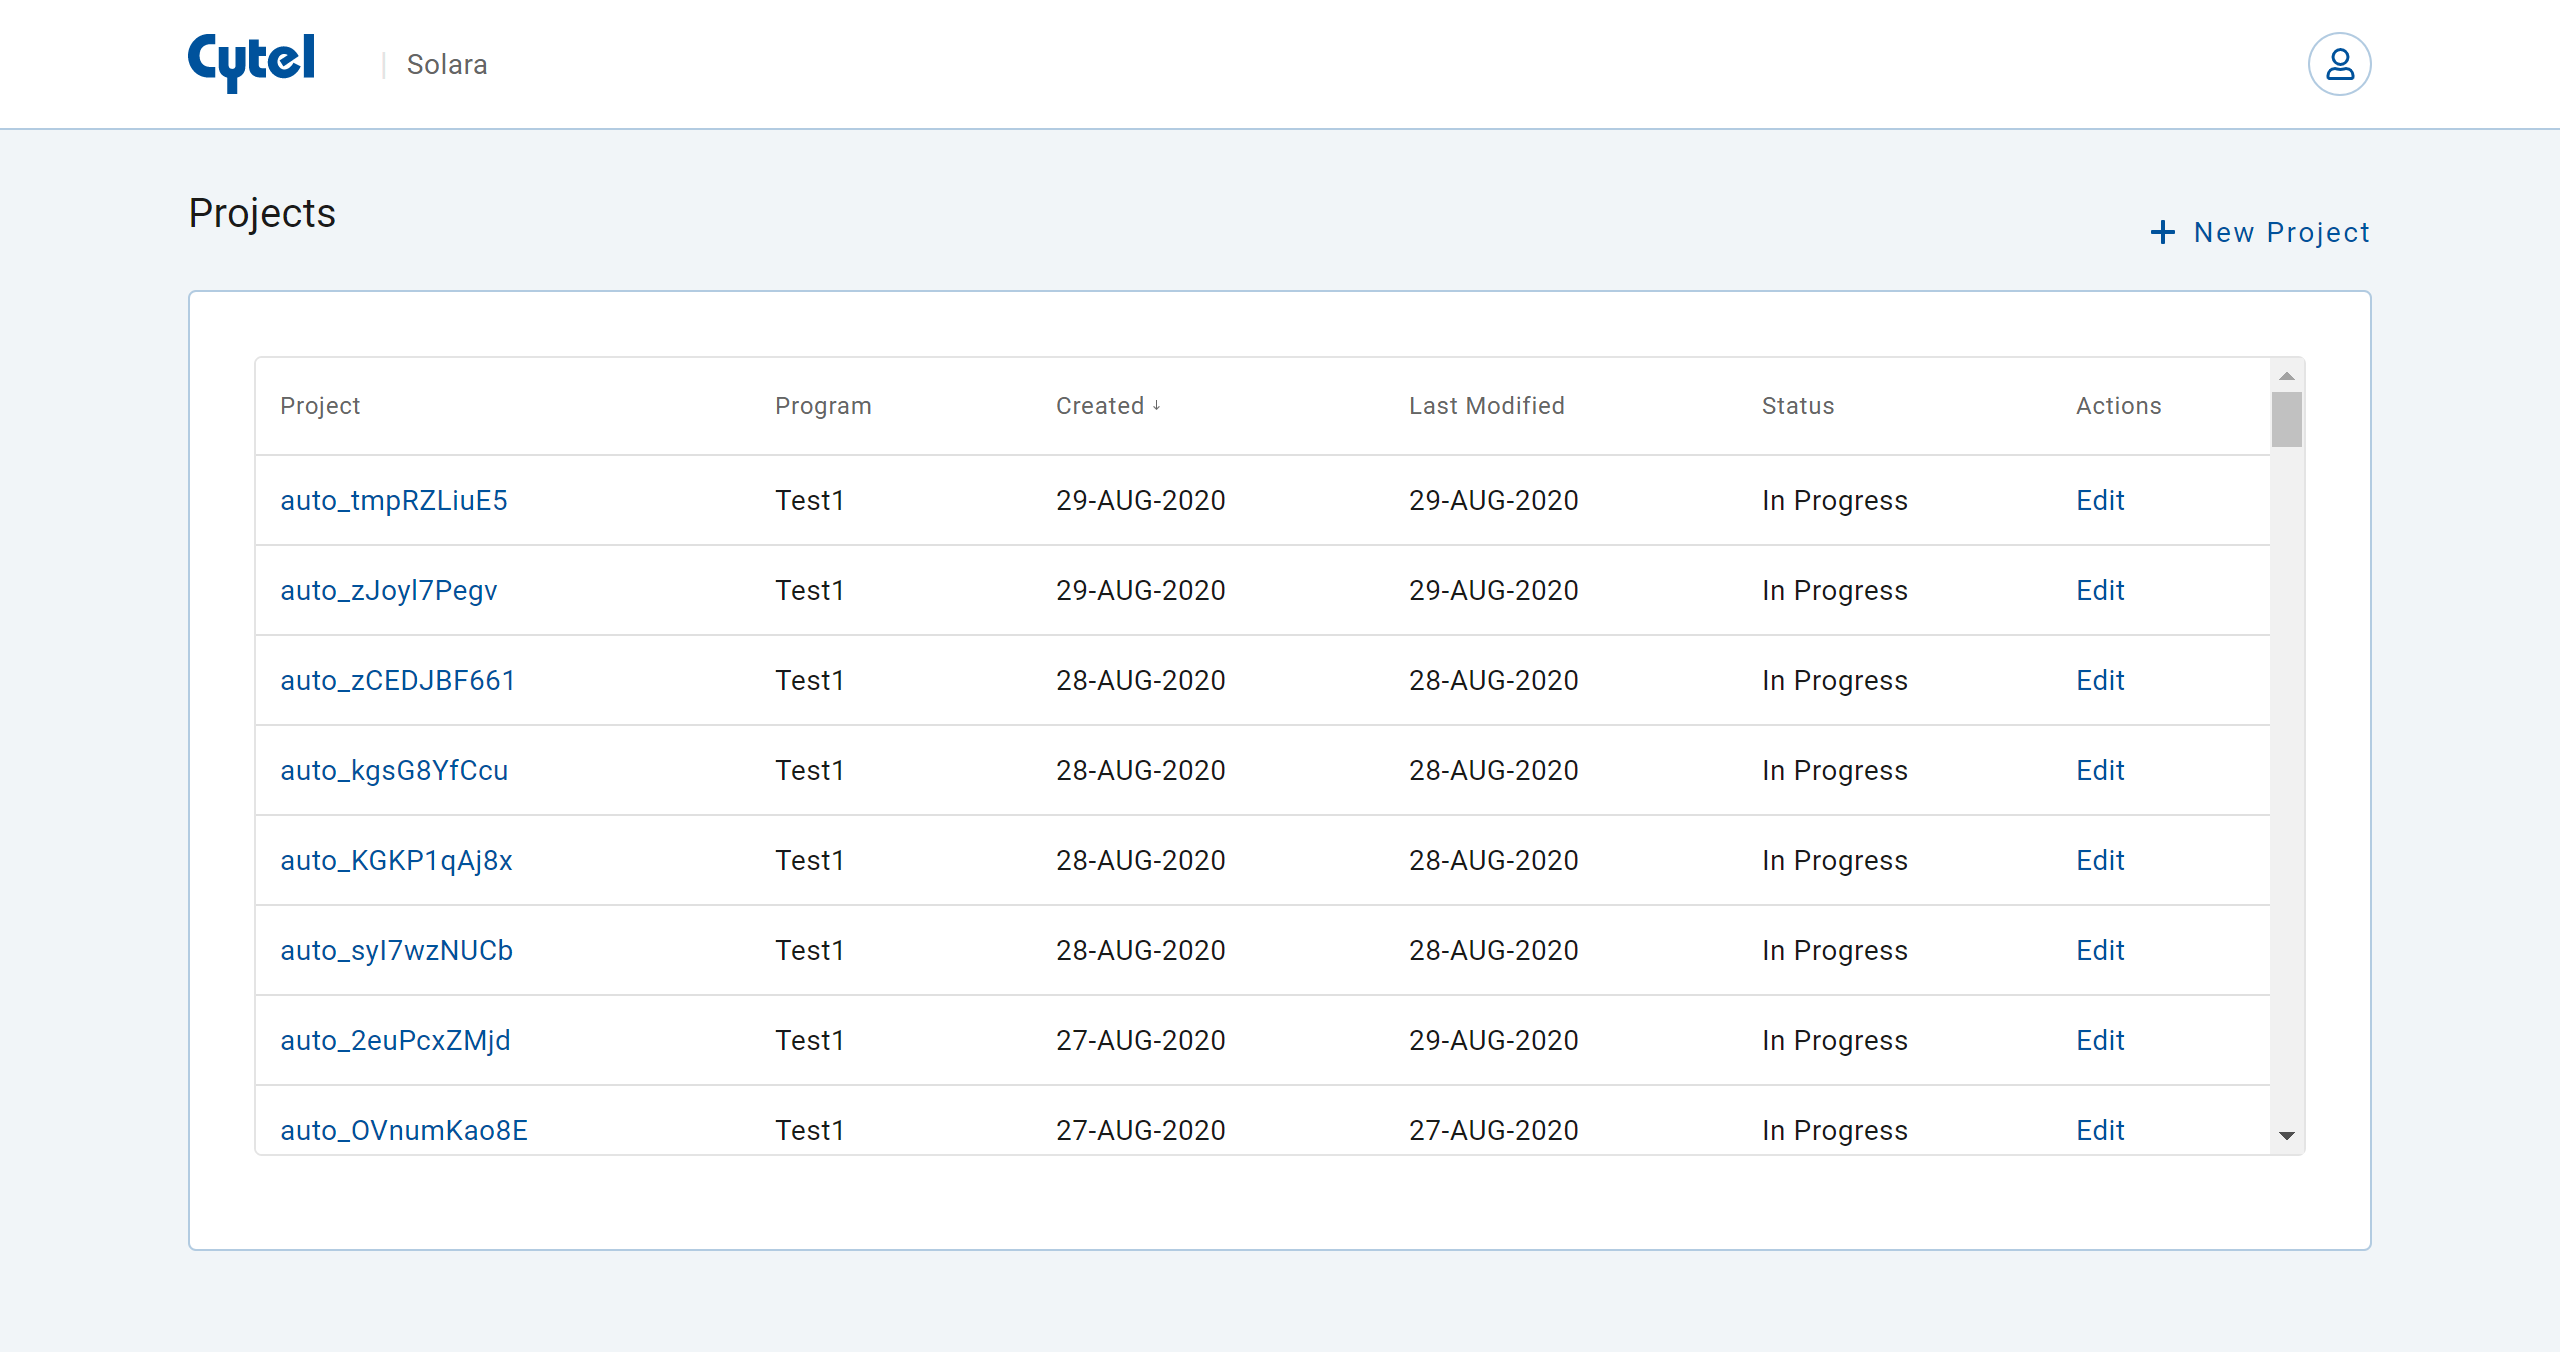 Cytel | Solara
Projects
New Project
Project Program Created ↓ Last Modified Status Actions
auto_tmpRZLiuE5 Test1 29-AUG-2020 29-AUG-2020 In Progress Edit
auto_zJoyl7Pegv Test1 29-AUG-2020 29-AUG-2020 In Progress Edit
auto_zCEDJBF661 Test1 28-AUG-2020 28-AUG-2020 In Progress Edit
auto_kgsG8YfCcu Test1 28-AUG-2020 28-AUG-2020 In Progress Edit
auto_KGKP1qAj8x Test1 28-AUG-2020 28-AUG-2020 In Progress Edit
auto_syI7wzNUCb Test1 28-AUG-2020 28-AUG-2020 In Progress Edit
auto_2euPcxZMjd Test1 27-AUG-2020 29-AUG-2020 In Progress Edit
auto_OVnumKao8E Test1 27-AUG-2020 27-AUG-2020 In Progress Edit